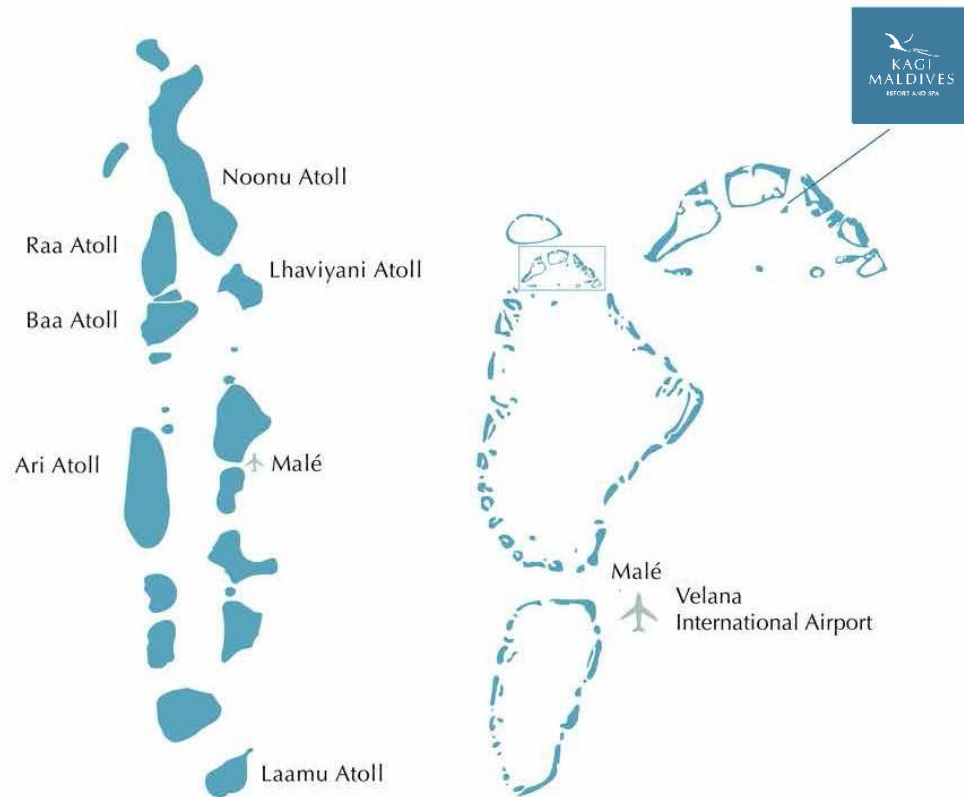 KAGI
MALDIVES
RESORT AND SPA
Noonu Atoll
Raa Atoll
Lhaviyani Atoll
Baa Atoll
Ari Atoll
Malé
Malé
Velana
International Airport
Laamu Atoll